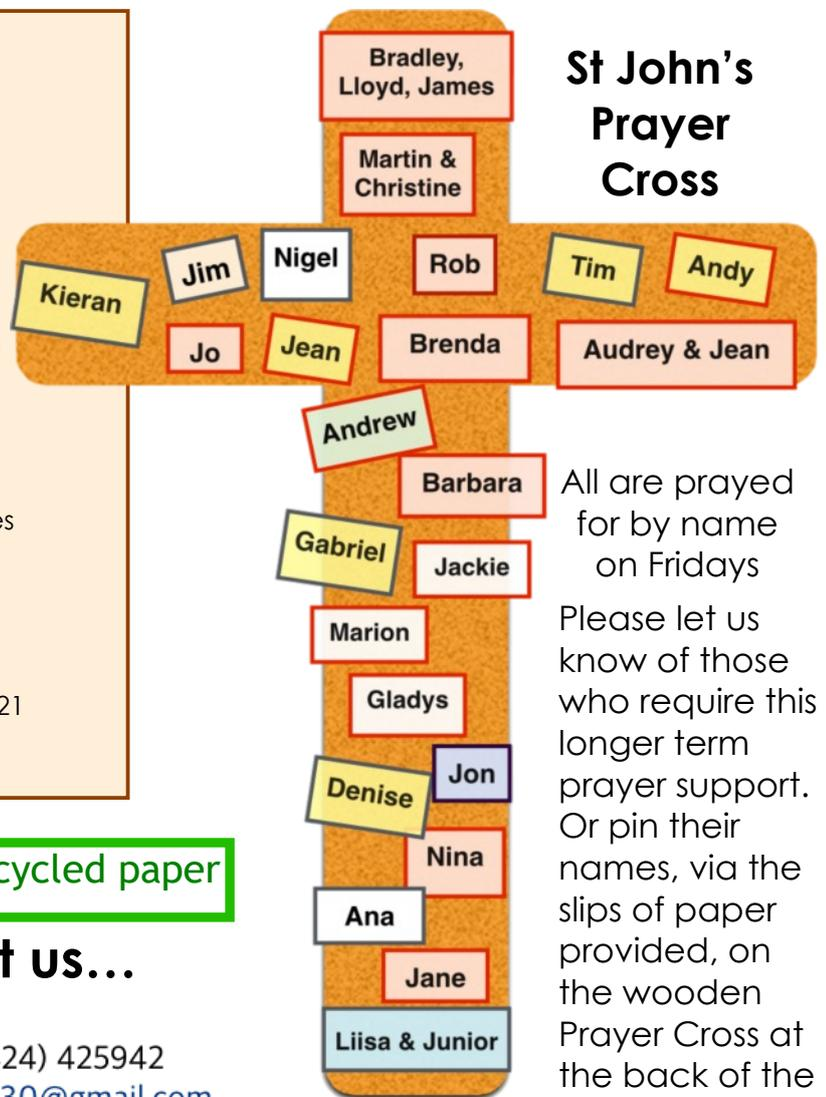 St John’s
Prayer
Cross
Bradley,
Lloyd, James
Martin &
Christine
Kieran
Jim
Nigel
Rob
Tim
Andy
Jo
Jean
Brenda
Audrey & Jean
Andrew
Barbara
Gabriel
Jackie
Marion
Gladys
Jon
Denise
Nina
Ana
Jane
Liisa & Junior
All are prayed
for by name
on Fridays
Please let us
know of those
who require this
longer term
prayer support.
Or pin their
names, via the
slips of paper
provided, on
the wooden
Prayer Cross at
the back of the
es
21
cycled paper
t us…
24) 425942
30@gmail.com